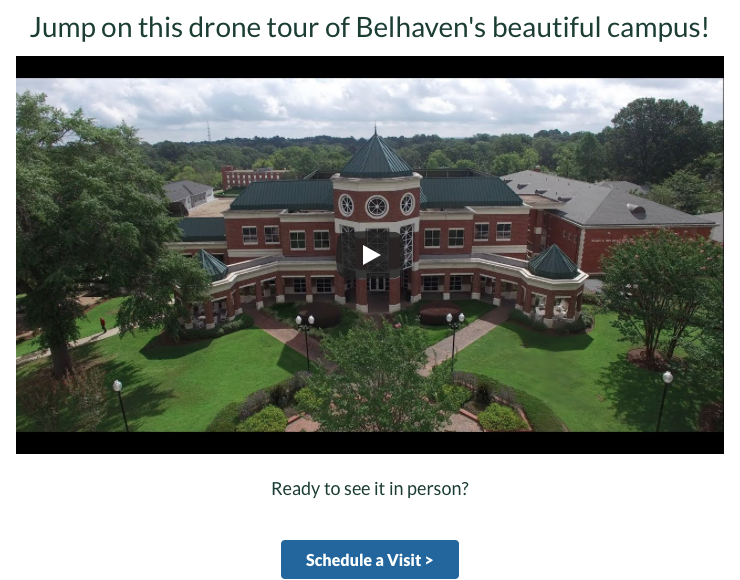 Jump on this drone tour of Belhaven's beautiful campus!
Ready to see it in person?
Schedule a Visit >